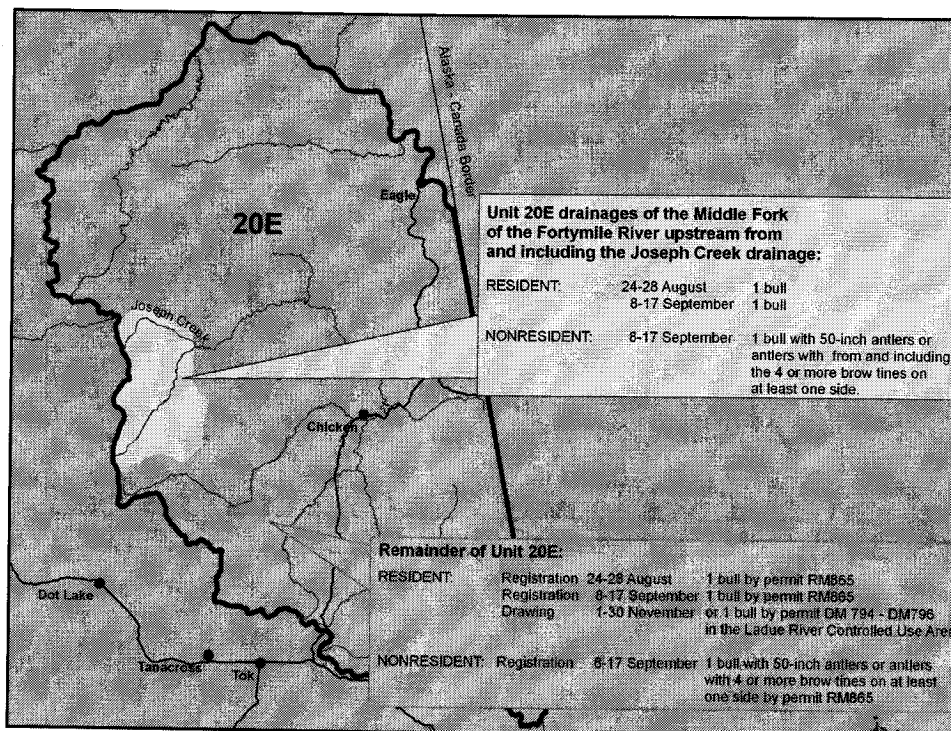 Alaska - Canada Border
Eagle
20E
Joseph Creek
Chicken
Dot Lake
Tanacross
Tok
Unit 20E drainages of the Middle Fork
of the Fortymile River upstream from
and including the Joseph Creek drainage:
RESIDENT: 24-28 August 1 bull
8-17 September 1 bull
NONRESIDENT: 8-17 September 1 bull with 50-inch antlers or
antlers with from and including
the 4 or more brow tines on
at least one side.
Remainder of Unit 20E:
RESIDENT: Registration 24-28 August 1 bull by permit RM865
Registration 8-17 September 1 bull by permit RM865
Drawing 1-30 November or 1 bull by permit DM 794 - DM796
in the Ladue River Controlled Use Area
NONRESIDENT: Registration 8-17 September 1 bull with 50-inch antlers or antlers
with 4 or more brow tines on at least
one side by permit RM865